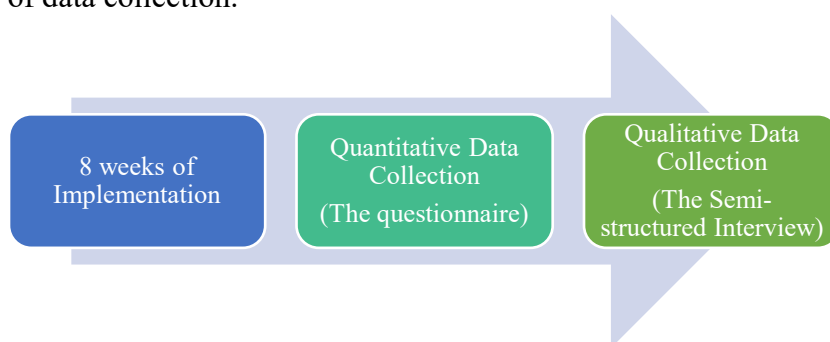 of data collection.
8 weeks of
Implementation
Quantitative Data
Collection
(The questionnaire)
Qualitative Data
Collection
(The Semi-
structured Interview)